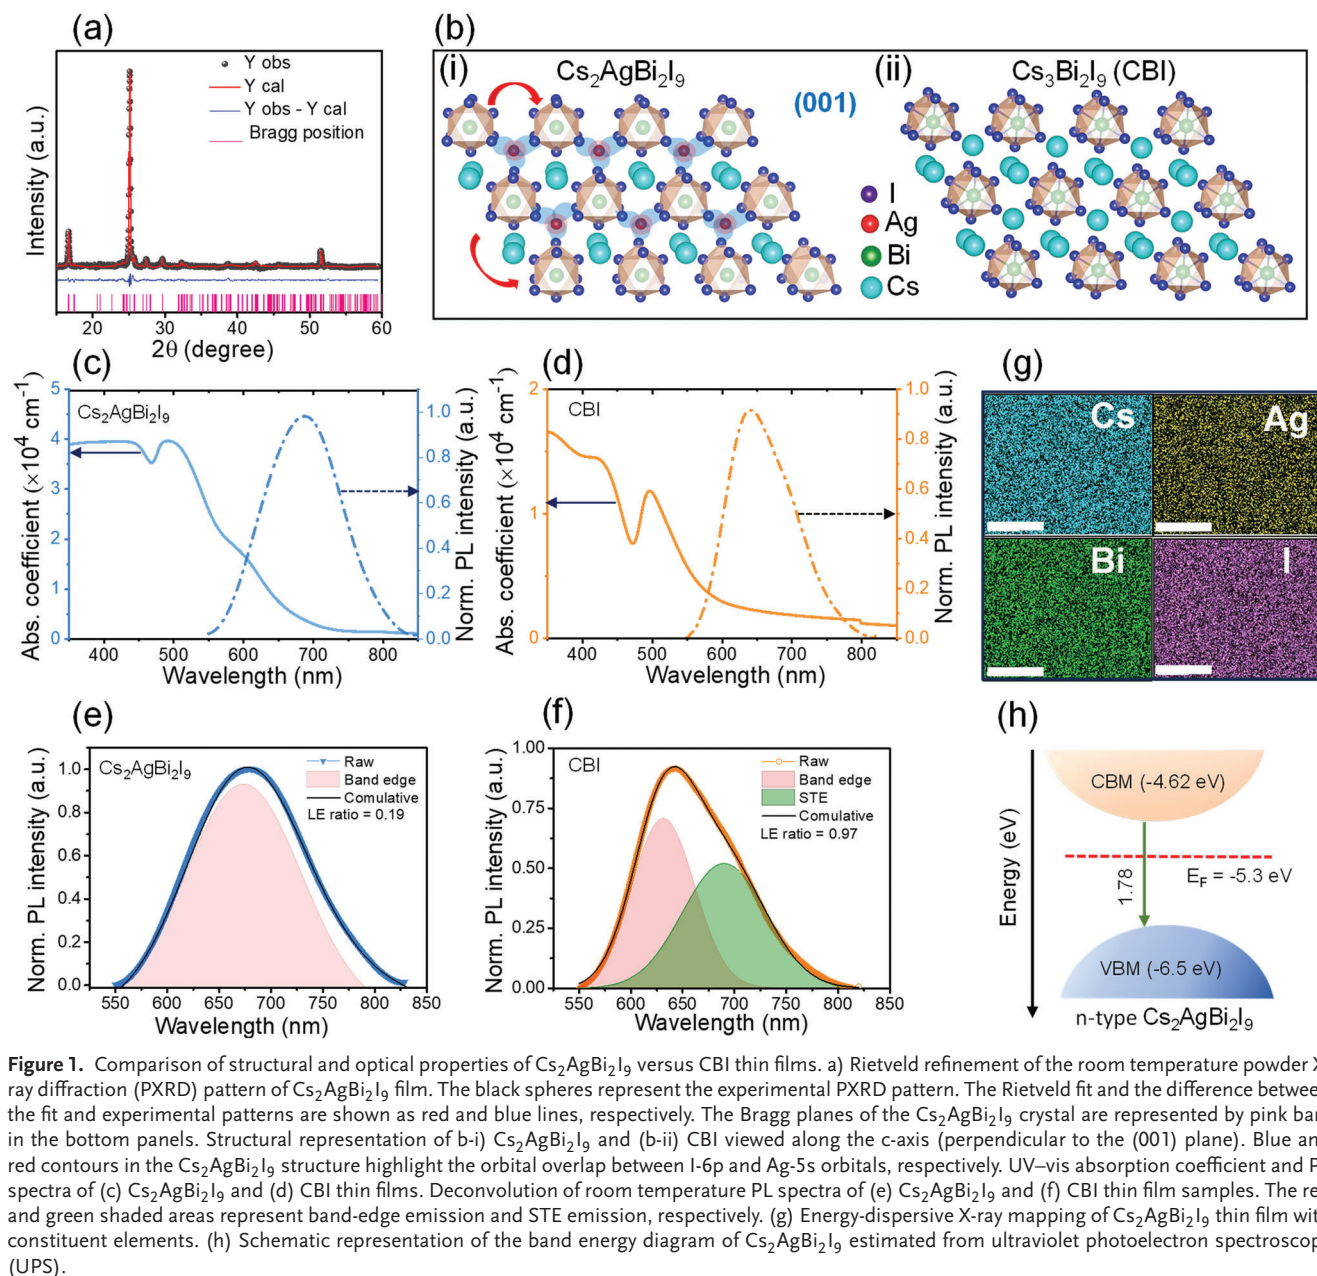 (a)
Y obs
Y cal
Y obs - Y cal
Bragg position
Intensity (a.u.)
20 30 40 50 60
2θ (degree)
(b)
(i) Cs2AgBi2I9
(001)
(ii) Cs3Bi2I9 (CBI)
I
Ag
Bi
Cs
(c)
Cs2AgBi2I9
Abs. coefficient (×10^4 cm^-1)
5
4
3
2
1
0
1.0
0.8
0.6
0.4
0.2
0.0
Norm. PL intensity (a.u.)
400 500 600 700 800
Wavelength (nm)
(d)
CBI
Abs. coefficient (×10^4 cm^-1)
2
1
0
1.0
0.8
0.6
0.4
0.2
0.0
Norm. PL intensity (a.u.)
400 500 600 700 800
Wavelength (nm)
(g)
Cs Ag
Bi I
(e)
Cs2AgBi2I9
Raw
Band edge
Comulative
LE ratio = 0.19
Norm. PL intensity (a.u.)
1.0
0.8
0.6
0.4
0.2
0.0
550 600 650 700 750 800 850
Wavelength (nm)
(f)
CBI
Raw
Band edge
STE
Comulative
LE ratio = 0.97
Norm. PL intensity (a.u.)
1.00
0.75
0.50
0.25
0.00
550 600 650 700 750 800 850
Wavelength (nm)
(h)
Energy (eV)
CBM (-4.62 eV)
1.78
EF = -5.3 eV
VBM (-6.5 eV)
n-type Cs2AgBi2I9
Figure 1. Comparison of structural and optical properties of Cs2AgBi2I9 versus CBI thin films. a) Rietveld refinement of the room temperature powder X
ray diffraction (PXRD) pattern of Cs2AgBi2I9 film. The black spheres represent the experimental PXRD pattern. The Rietveld fit and the difference betwee
the fit and experimental patterns are shown as red and blue lines, respectively. The Bragg planes of the Cs2AgBi2I9 crystal are represented by pink bar
in the bottom panels. Structural representation of b-i) Cs2AgBi2I9 and (b-ii) CBI viewed along the c-axis (perpendicular to the (001) plane). Blue an
red contours in the Cs2AgBi2I9 structure highlight the orbital overlap between I-6p and Ag-5s orbitals, respectively. UV–vis absorption coefficient and P
spectra of (c) Cs2AgBi2I9 and (d) CBI thin films. Deconvolution of room temperature PL spectra of (e) Cs2AgBi2I9 and (f) CBI thin film samples. The re
and green shaded areas represent band-edge emission and STE emission, respectively. (g) Energy-dispersive X-ray mapping of Cs2AgBi2I9 thin film wit
constituent elements. (h) Schematic representation of the band energy diagram of Cs2AgBi2I9 estimated from ultraviolet photoelectron spectroscop
(UPS).